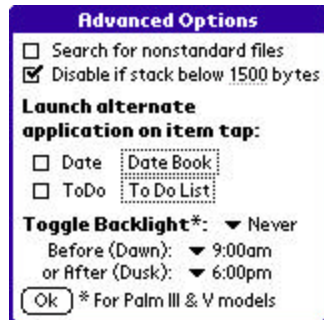 Advanced Options
Search for nonstandard files
Disable if stack below 1500 bytes
Launch alternate
application on item tap:
Date Date Book
ToDo To Do List
Toggle Backlight*: Never
Before (Dawn): 9:00am
or After (Dusk): 6:00pm
Ok * For Palm III & V models